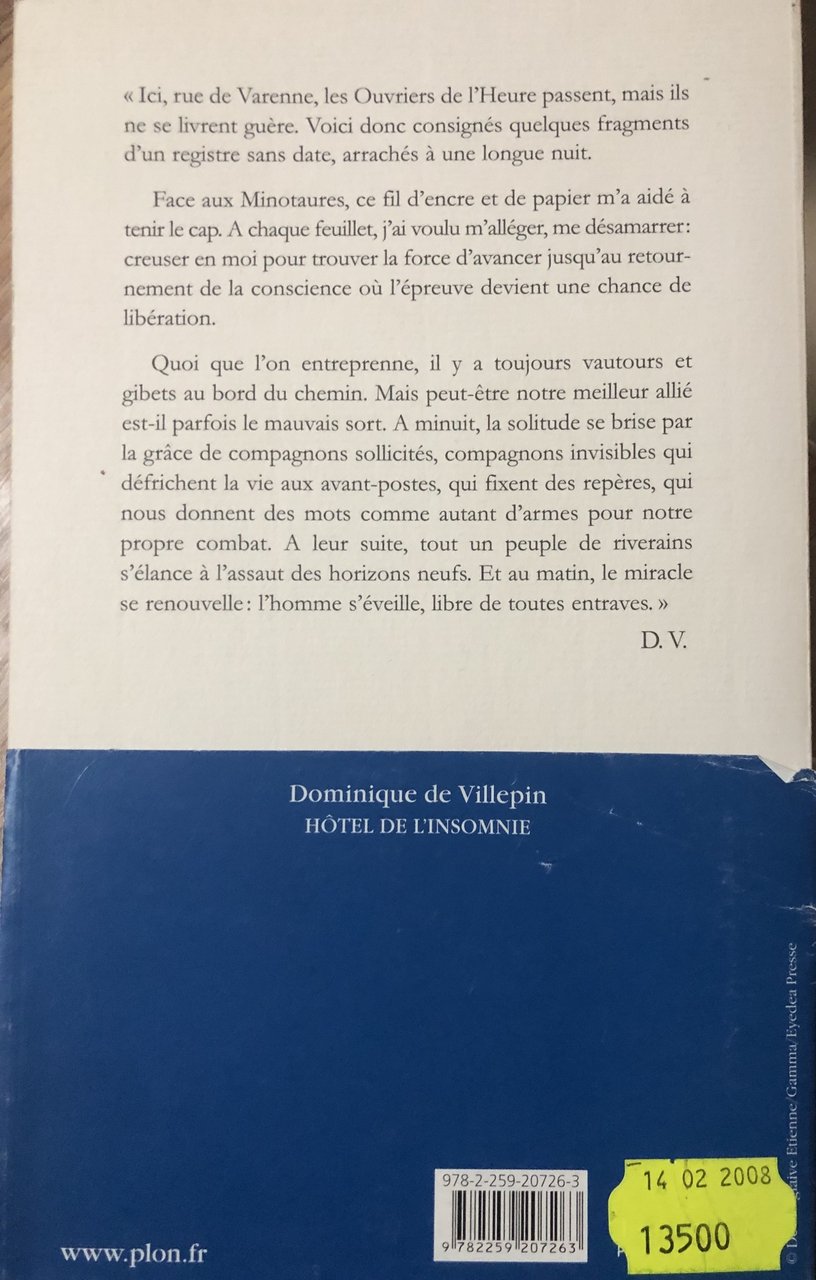 « Ici, rue de Varenne, les Ouvriers de l'Heure passent, mais ils
ne se livrent guère. Voici donc consignés quelques fragments
d'un registre sans date, arrachés à une longue nuit.
Face aux Minotaures, ce fil d'encre et de papier m'a aidé à
tenir le cap. A chaque feuillet, j'ai voulu m'alléger, me désamarrer :
creuser en moi pour trouver la force d'avancer jusqu'au retour-
nement de la conscience où l'épreuve devient une chance de
libération.
Quoi que l'on entreprenne, il y a toujours vautours et
gibets au bord du chemin. Mais peut-être notre meilleur allié
est-il parfois le mauvais sort. A minuit, la solitude se brise par
la grâce de compagnons sollicités, compagnons invisibles qui
défrichent la vie aux avant-postes, qui fixent des repères, qui
nous donnent des mots comme autant d'armes pour notre
propre combat. A leur suite, tout un peuple de riverains
s'élance à l'assaut des horizons neufs. Et au matin, le miracle
se renouvelle : l'homme s'éveille, libre de toutes entraves. »
D. V.
Dominique de Villepin
HÔTEL DE L'INSOMNIE
Etienne/Gamma/Eyedea Presse
978-2-259-20726-3
9 782259 207263
14 02 2008
13500
www.plon.fr